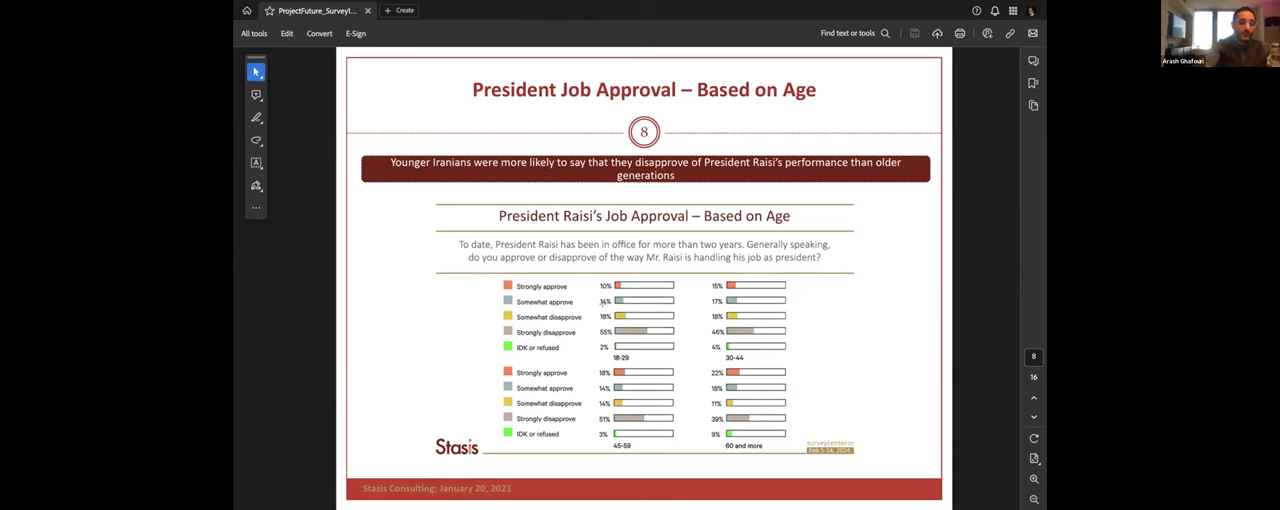 ProjectFuture_Survey1...
Create
All tools Edit Convert E-Sign Find text or tools
Arash Ghafouri
President Job Approval – Based on Age
8
Younger Iranians were more likely to say that they disapprove of President Raisi's performance than older
generations
President Raisi's Job Approval – Based on Age
To date, President Raisi has been in office for more than two years. Generally speaking,
do you approve or disapprove of the way Mr. Raisi is handling his job as president?
Strongly approve 10% 15%
Somewhat approve 14% 17%
Somewhat disapprove 18% 18%
Strongly disapprove 55% 46%
IDK or refused 2% 4%
18-29 30-44
Strongly approve 18% 22%
Somewhat approve 14% 18%
Somewhat disapprove 14% 11%
Strongly disapprove 51% 39%
IDK or refused 3% 9%
45-59 60 and more
Stasis
surveycenter.io
Feb 5-14, 2024
Stasis Consulting: January 20, 2021
8
16